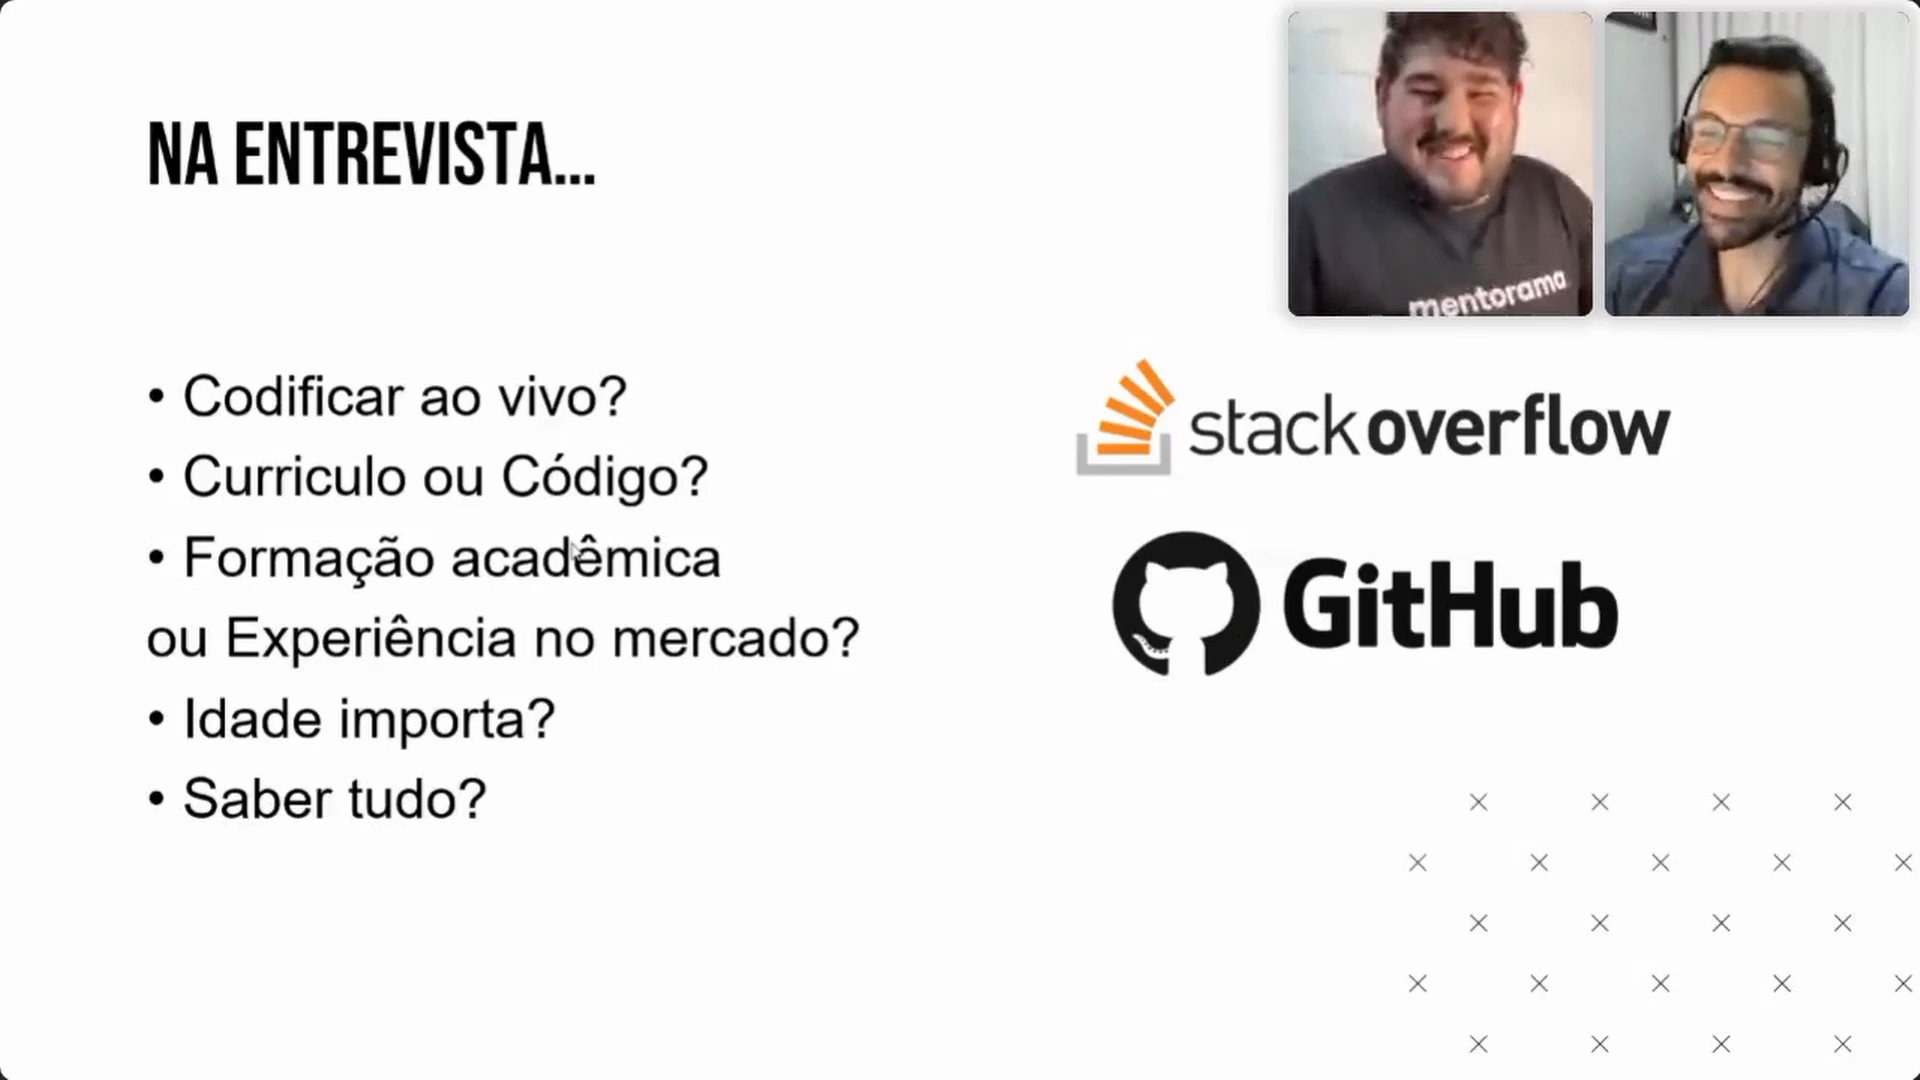 NA ENTREVISTA...
mentorama
• Codificar ao vivo?
• Curriculo ou Código?
• Formação acadêmica
ou Experiência no mercado?
• Idade importa?
• Saber tudo?
stackoverflow
GitHub